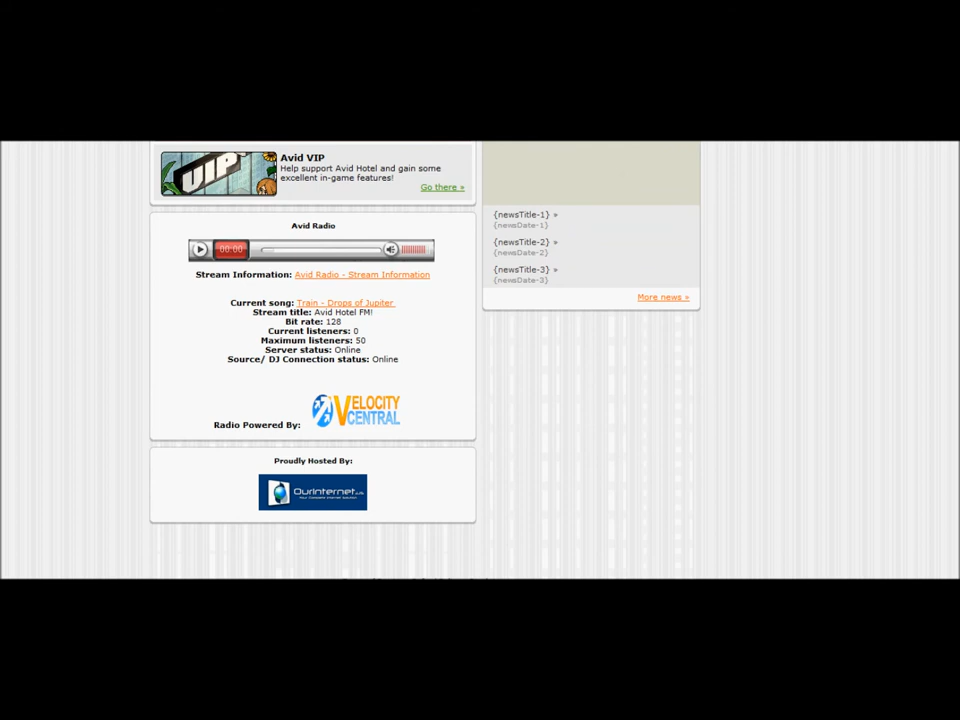 VIP
Avid VIP
Help support Avid Hotel and gain some
excellent in-game features!
Go there »
Avid Radio
00:00
Stream Information: Avid Radio - Stream Information
Current song: Train - Drops of Jupiter
Stream title: Avid Hotel FM!
Bit rate: 128
Current listeners: 0
Maximum listeners: 50
Server status: Online
Source/ DJ Connection status: Online
Radio Powered By:
VELOCITY
CENTRAL
Proudly Hosted By:
OurInternet
{newsTitle-1} »
{newsDate-1}
{newsTitle-2} »
{newsDate-2}
{newsTitle-3} »
{newsDate-3}
More news »